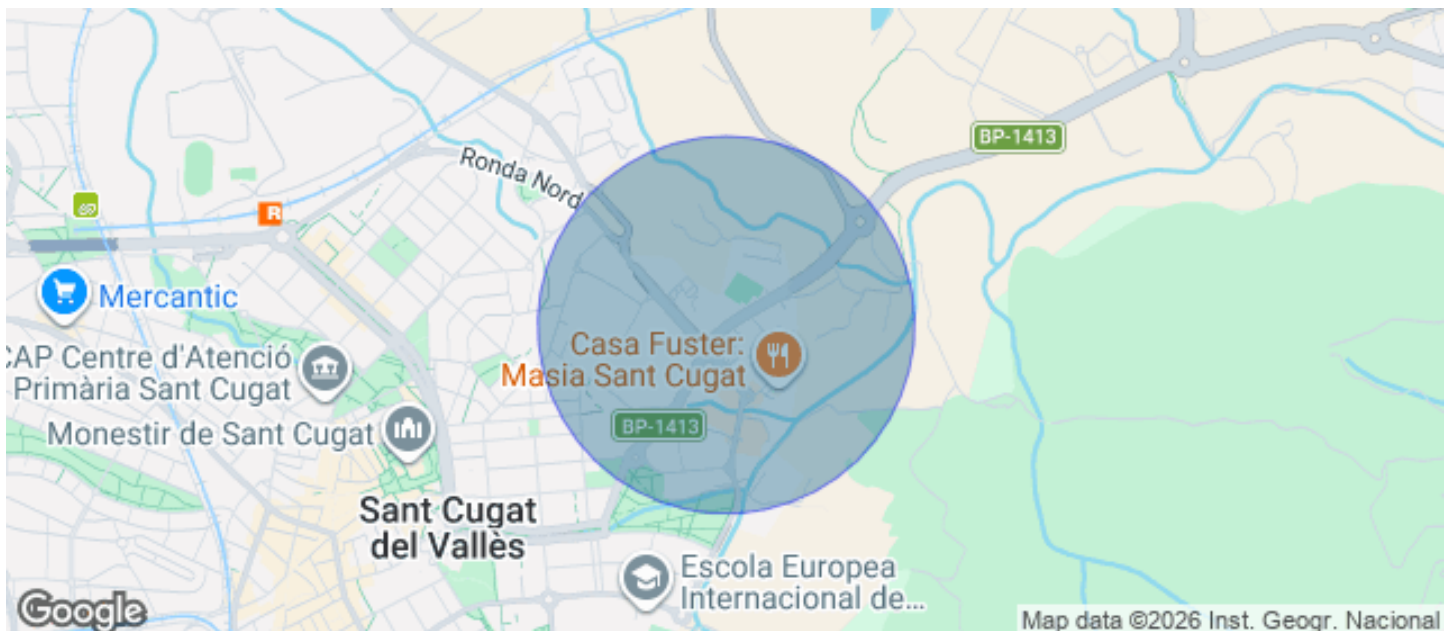 BP-1413
Ronda Nord
R
Mercantic
CAP Centre d'Atenció
Primària Sant Cugat
Casa Fuster:
Masia Sant Cugat
BP-1413
Monestir de Sant Cugat
Sant Cugat
del Vallès
Escola Europea
Internacional de...
Google
Map data ©2026 Inst. Geogr. Nacional